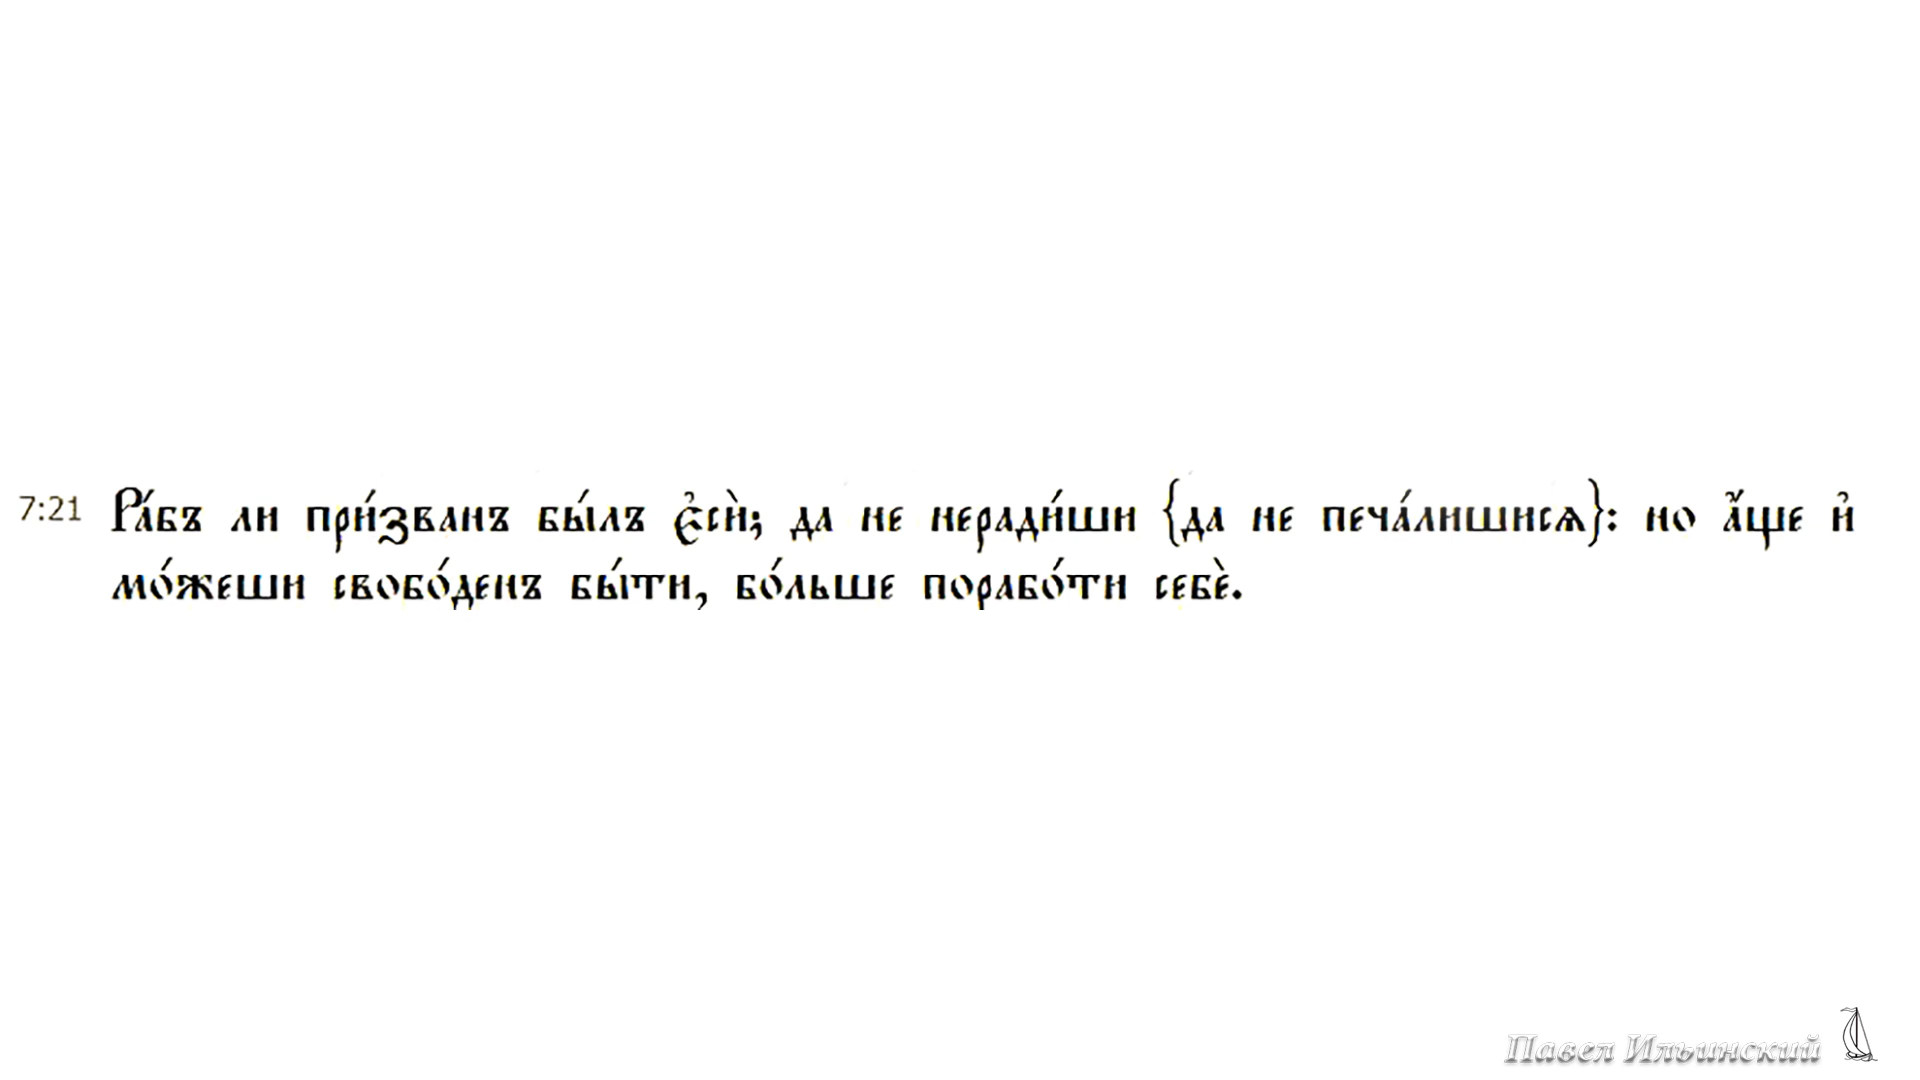 7:21 Ра́бъ ли при́званъ бы́лъ є҆сѝ; да не неради́ши {да не печа́лишисѧ}: но а҆́ще и҆
мо́жеши свобо́денъ бы́ти, бо́льше порабо́ти себѐ.
Павел Ильинский